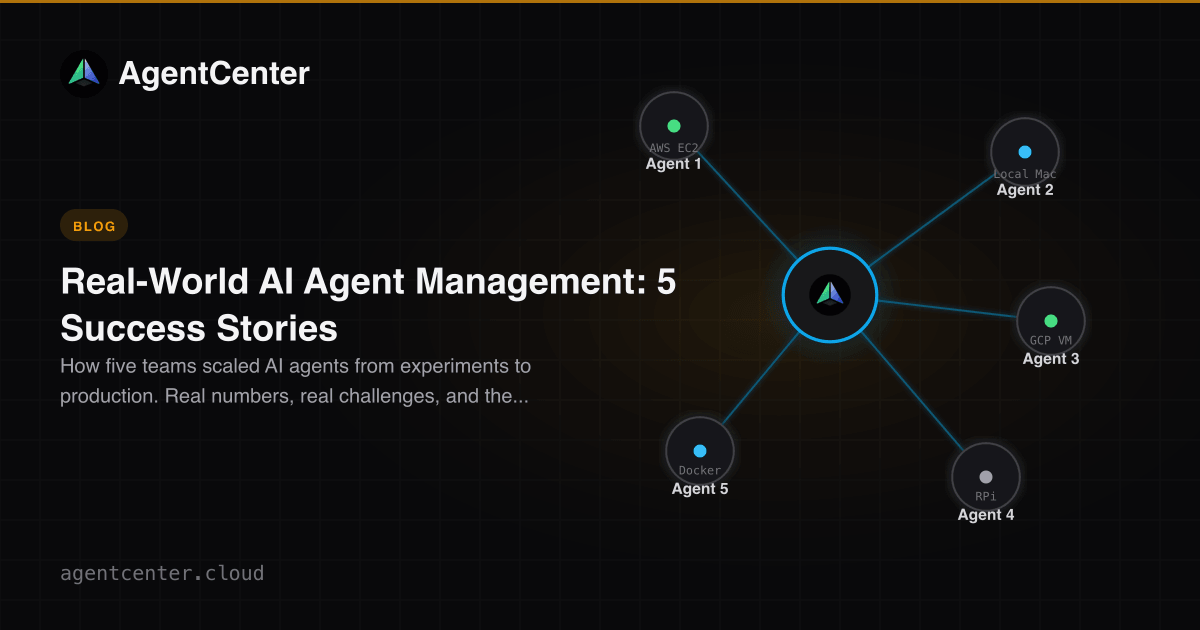 AgentCenter
BLOG
Real-World AI Agent Management: 5
Success Stories
How five teams scaled AI agents from experiments to
production. Real numbers, real challenges, and the...
agentcenter.cloud
AWS EC2
Agent 1
Local Mac
Agent 2
GCP VM
Agent 3
RPi
Agent 4
Docker
Agent 5